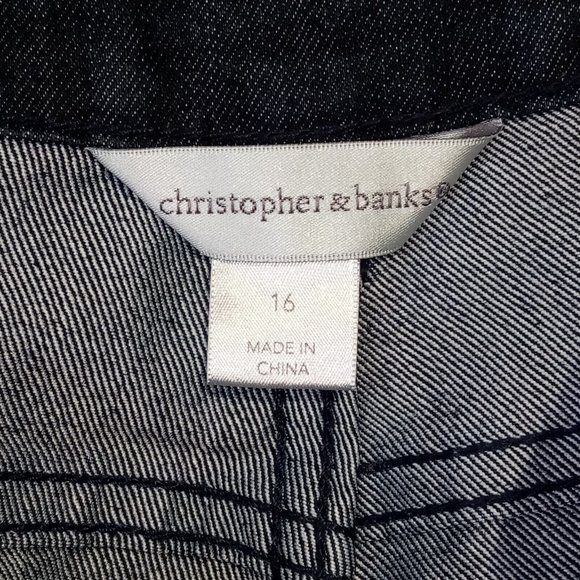 christopher & banks®
16
MADE IN
CHINA